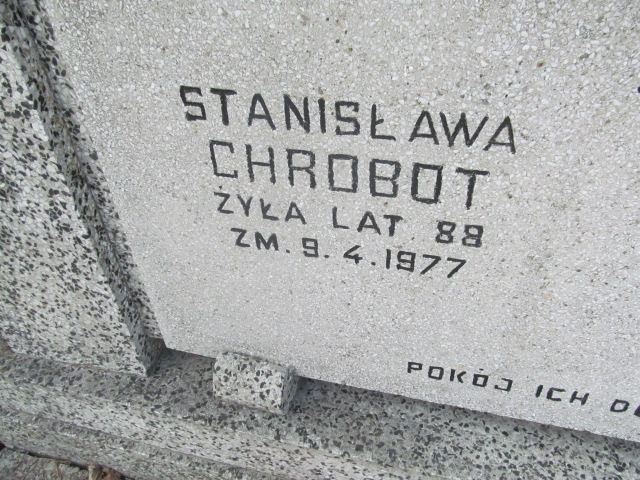 STANISŁAWA
CHROBOT
ŻYŁA LAT. 88
ZM. 9. 4. 1977
POKÓJ ICH